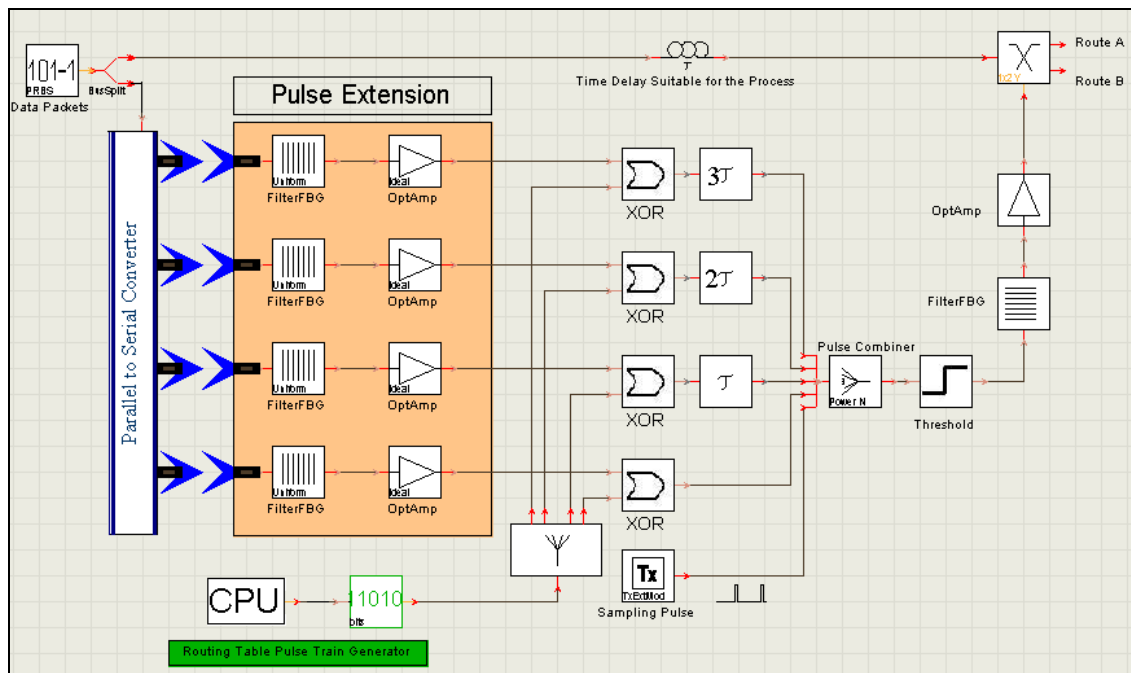 101-1
PRBS
Data Packets
BusSplit
Pulse Extension
Time Delay Suitable for the Process
τ
1x2 Y
Route A
Route B
Parallel to Serial Converter
Uniform
FilterFBG
Ideal
OptAmp
XOR
3τ
Uniform
FilterFBG
Ideal
OptAmp
XOR
2τ
Uniform
FilterFBG
Ideal
OptAmp
XOR
τ
Uniform
FilterFBG
Ideal
OptAmp
XOR
Pulse Combiner
Power N
Threshold
FilterFBG
OptAmp
CPU
11010
bits
Tx
TxExtMod
Sampling Pulse
Routing Table Pulse Train Generator